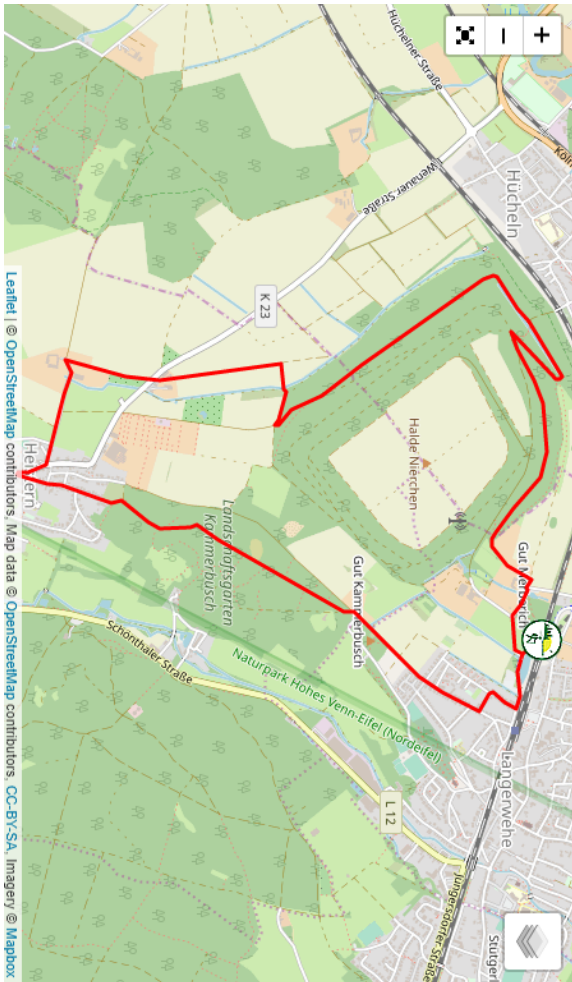 +
−
Köln
Hücheln
Hüchelner Straße
Wenauer Straße
Gut Merberich
Langerwehe
Stütgerl
Jüngersdorfer Straße
Halde Nierchen
L 12
Gut Kammerbusch
K 23
Naturpark Hohes Venn-Eifel (Nordeifel)
Landschaftsgarten
Kammerbusch
Schönthaler Straße
Heistern
Leaflet | © OpenStreetMap contributors, Map data © OpenStreetMap contributors, CC-BY-SA, Imagery © Mapbox